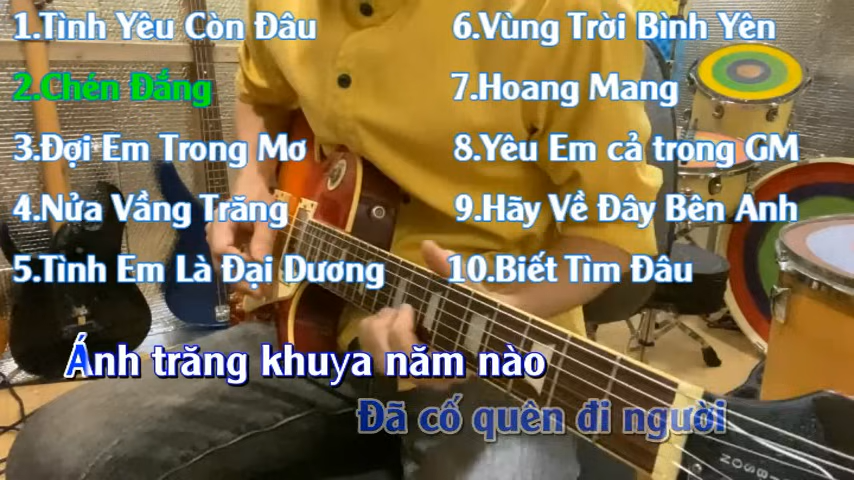 1.Tình Yêu Còn Đâu
2.Chén Đắng
3.Đợi Em Trong Mơ
4.Nửa Vầng Trăng
5.Tình Em Là Đại Dương
6.Vùng Trời Bình Yên
7.Hoang Mang
8.Yêu Em cả trong GM
9.Hãy Về Đây Bên Anh
10.Biết Tìm Đâu
Ánh trăng khuya năm nào
Đã cố quên đi người
GIBSON